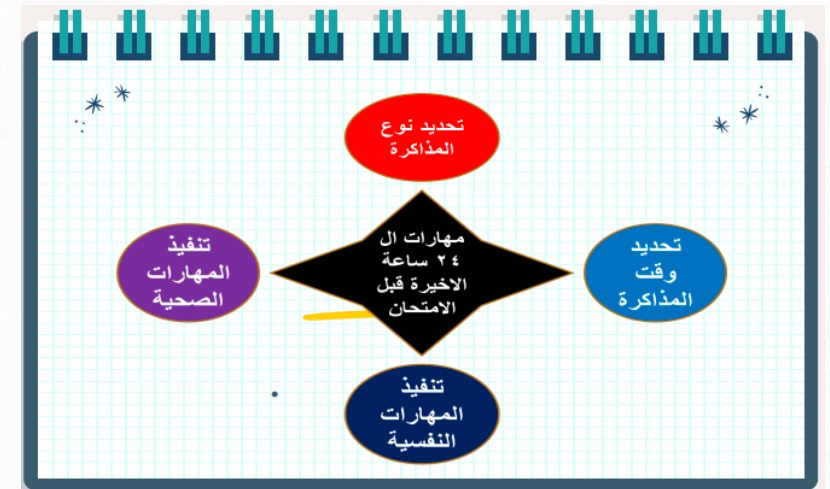 تحديد نوع
المذاكرة
مهارات ال
٢٤ ساعة
الاخيرة قبل
الامتحان
تحديد
وقت
المذاكرة
تنفيذ
المهارات
الصحية
تنفيذ
المهارات
النفسية